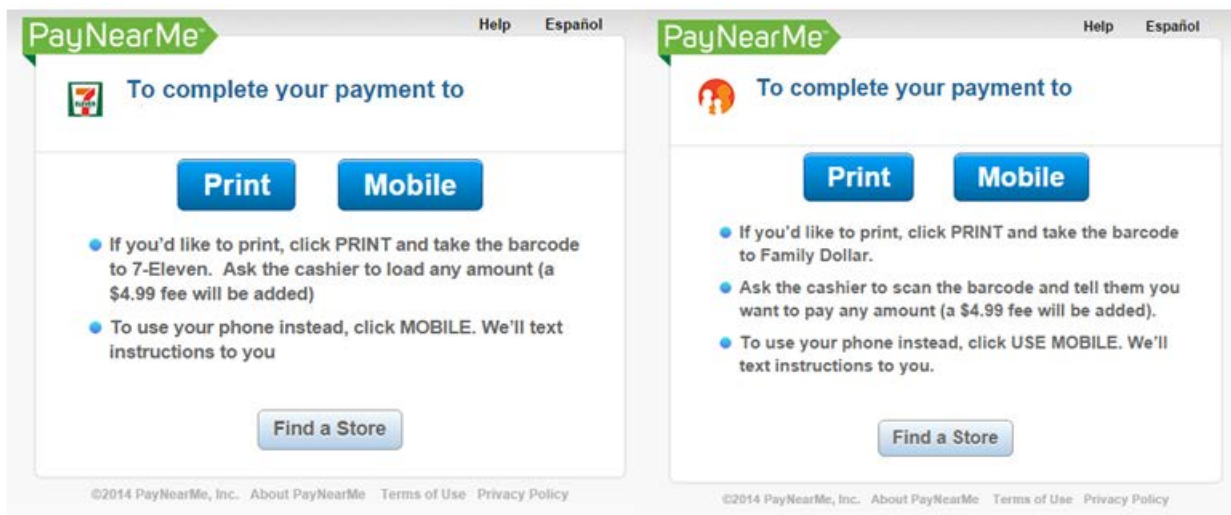 PayNearMe™
Help Español
7
ELEVEN
To complete your payment to
Print Mobile
If you'd like to print, click PRINT and take the barcode
to 7-Eleven. Ask the cashier to load any amount (a
$4.99 fee will be added)
To use your phone instead, click MOBILE. We'll text
instructions to you
Find a Store
©2014 PayNearMe, Inc. About PayNearMe Terms of Use Privacy Policy
PayNearMe™
Help Español
To complete your payment to
Print Mobile
If you'd like to print, click PRINT and take the barcode
to Family Dollar.
Ask the cashier to scan the barcode and tell them you
want to pay any amount (a $4.99 fee will be added).
To use your phone instead, click USE MOBILE. We'll
text instructions to you.
Find a Store
©2014 PayNearMe, Inc. About PayNearMe Terms of Use Privacy Policy